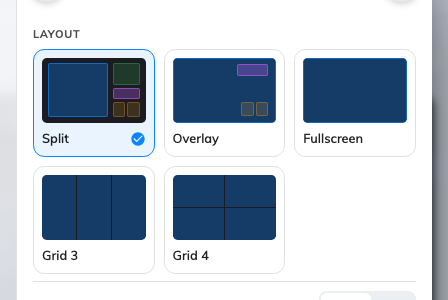 LAYOUT
Split
Overlay
Fullscreen
Grid 3
Grid 4